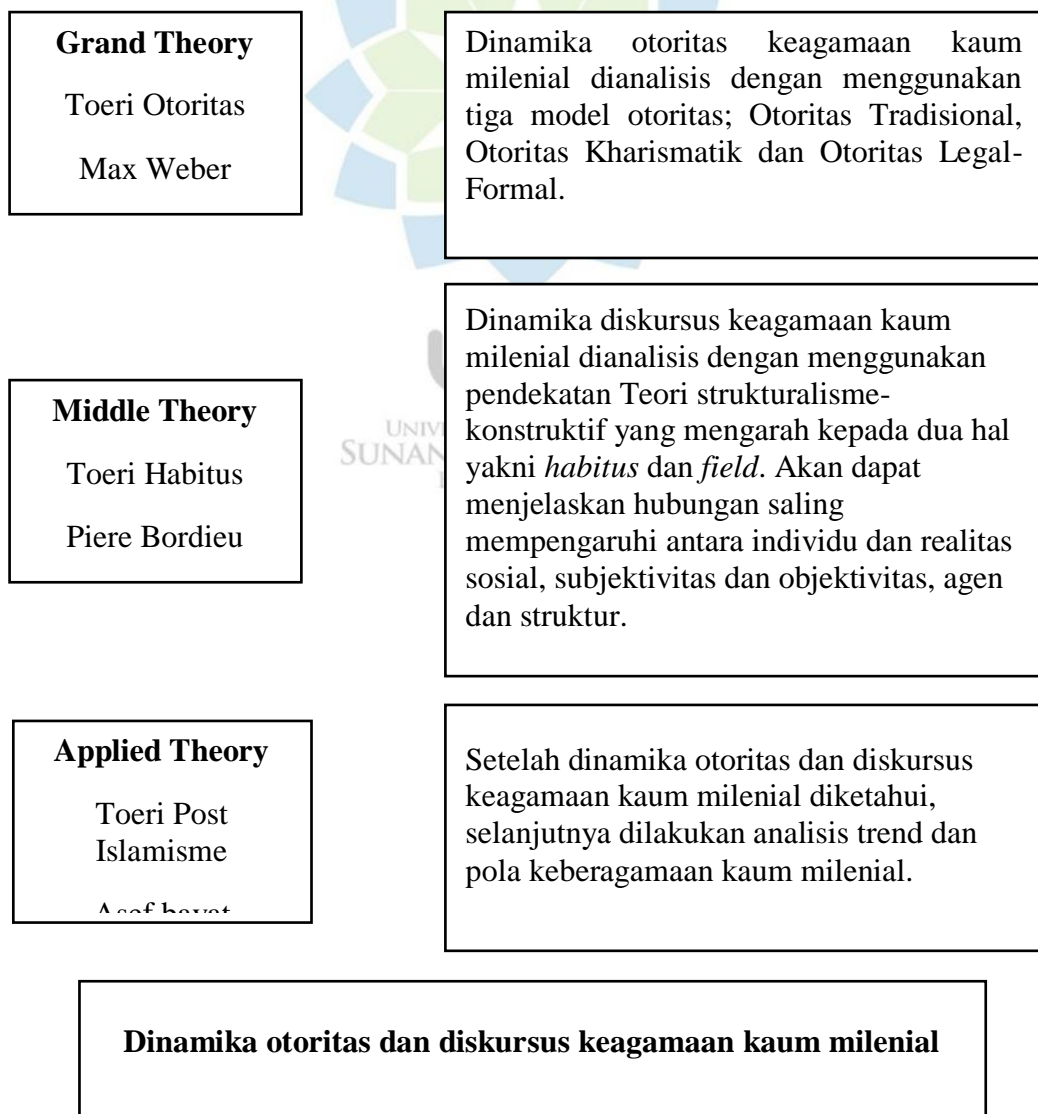 Grand Theory
Toeri Otoritas
Max Weber
Dinamika otoritas keagamaan kaum
milenial dianalisis dengan menggunakan
tiga model otoritas; Otoritas Tradisional,
Otoritas Kharismatik dan Otoritas Legal-
Formal.
Middle Theory
Toeri Habitus
Piere Bordieu
UNIV
SUNAN
Dinamika diskursus keagamaan kaum
milenial dianalisis dengan menggunakan
pendekatan Teori strukturalisme-
konstruktif yang mengarah kepada dua hal
yakni habitus dan field. Akan dapat
menjelaskan hubungan saling
mempengaruhi antara individu dan realitas
sosial, subjektivitas dan objektivitas, agen
dan struktur.
Applied Theory
Toeri Post
Islamisme
Asef bayat
Setelah dinamika otoritas dan diskursus
keagamaan kaum milenial diketahui,
selanjutnya dilakukan analisis trend dan
pola keberagamaan kaum milenial.
Dinamika otoritas dan diskursus keagamaan kaum milenial